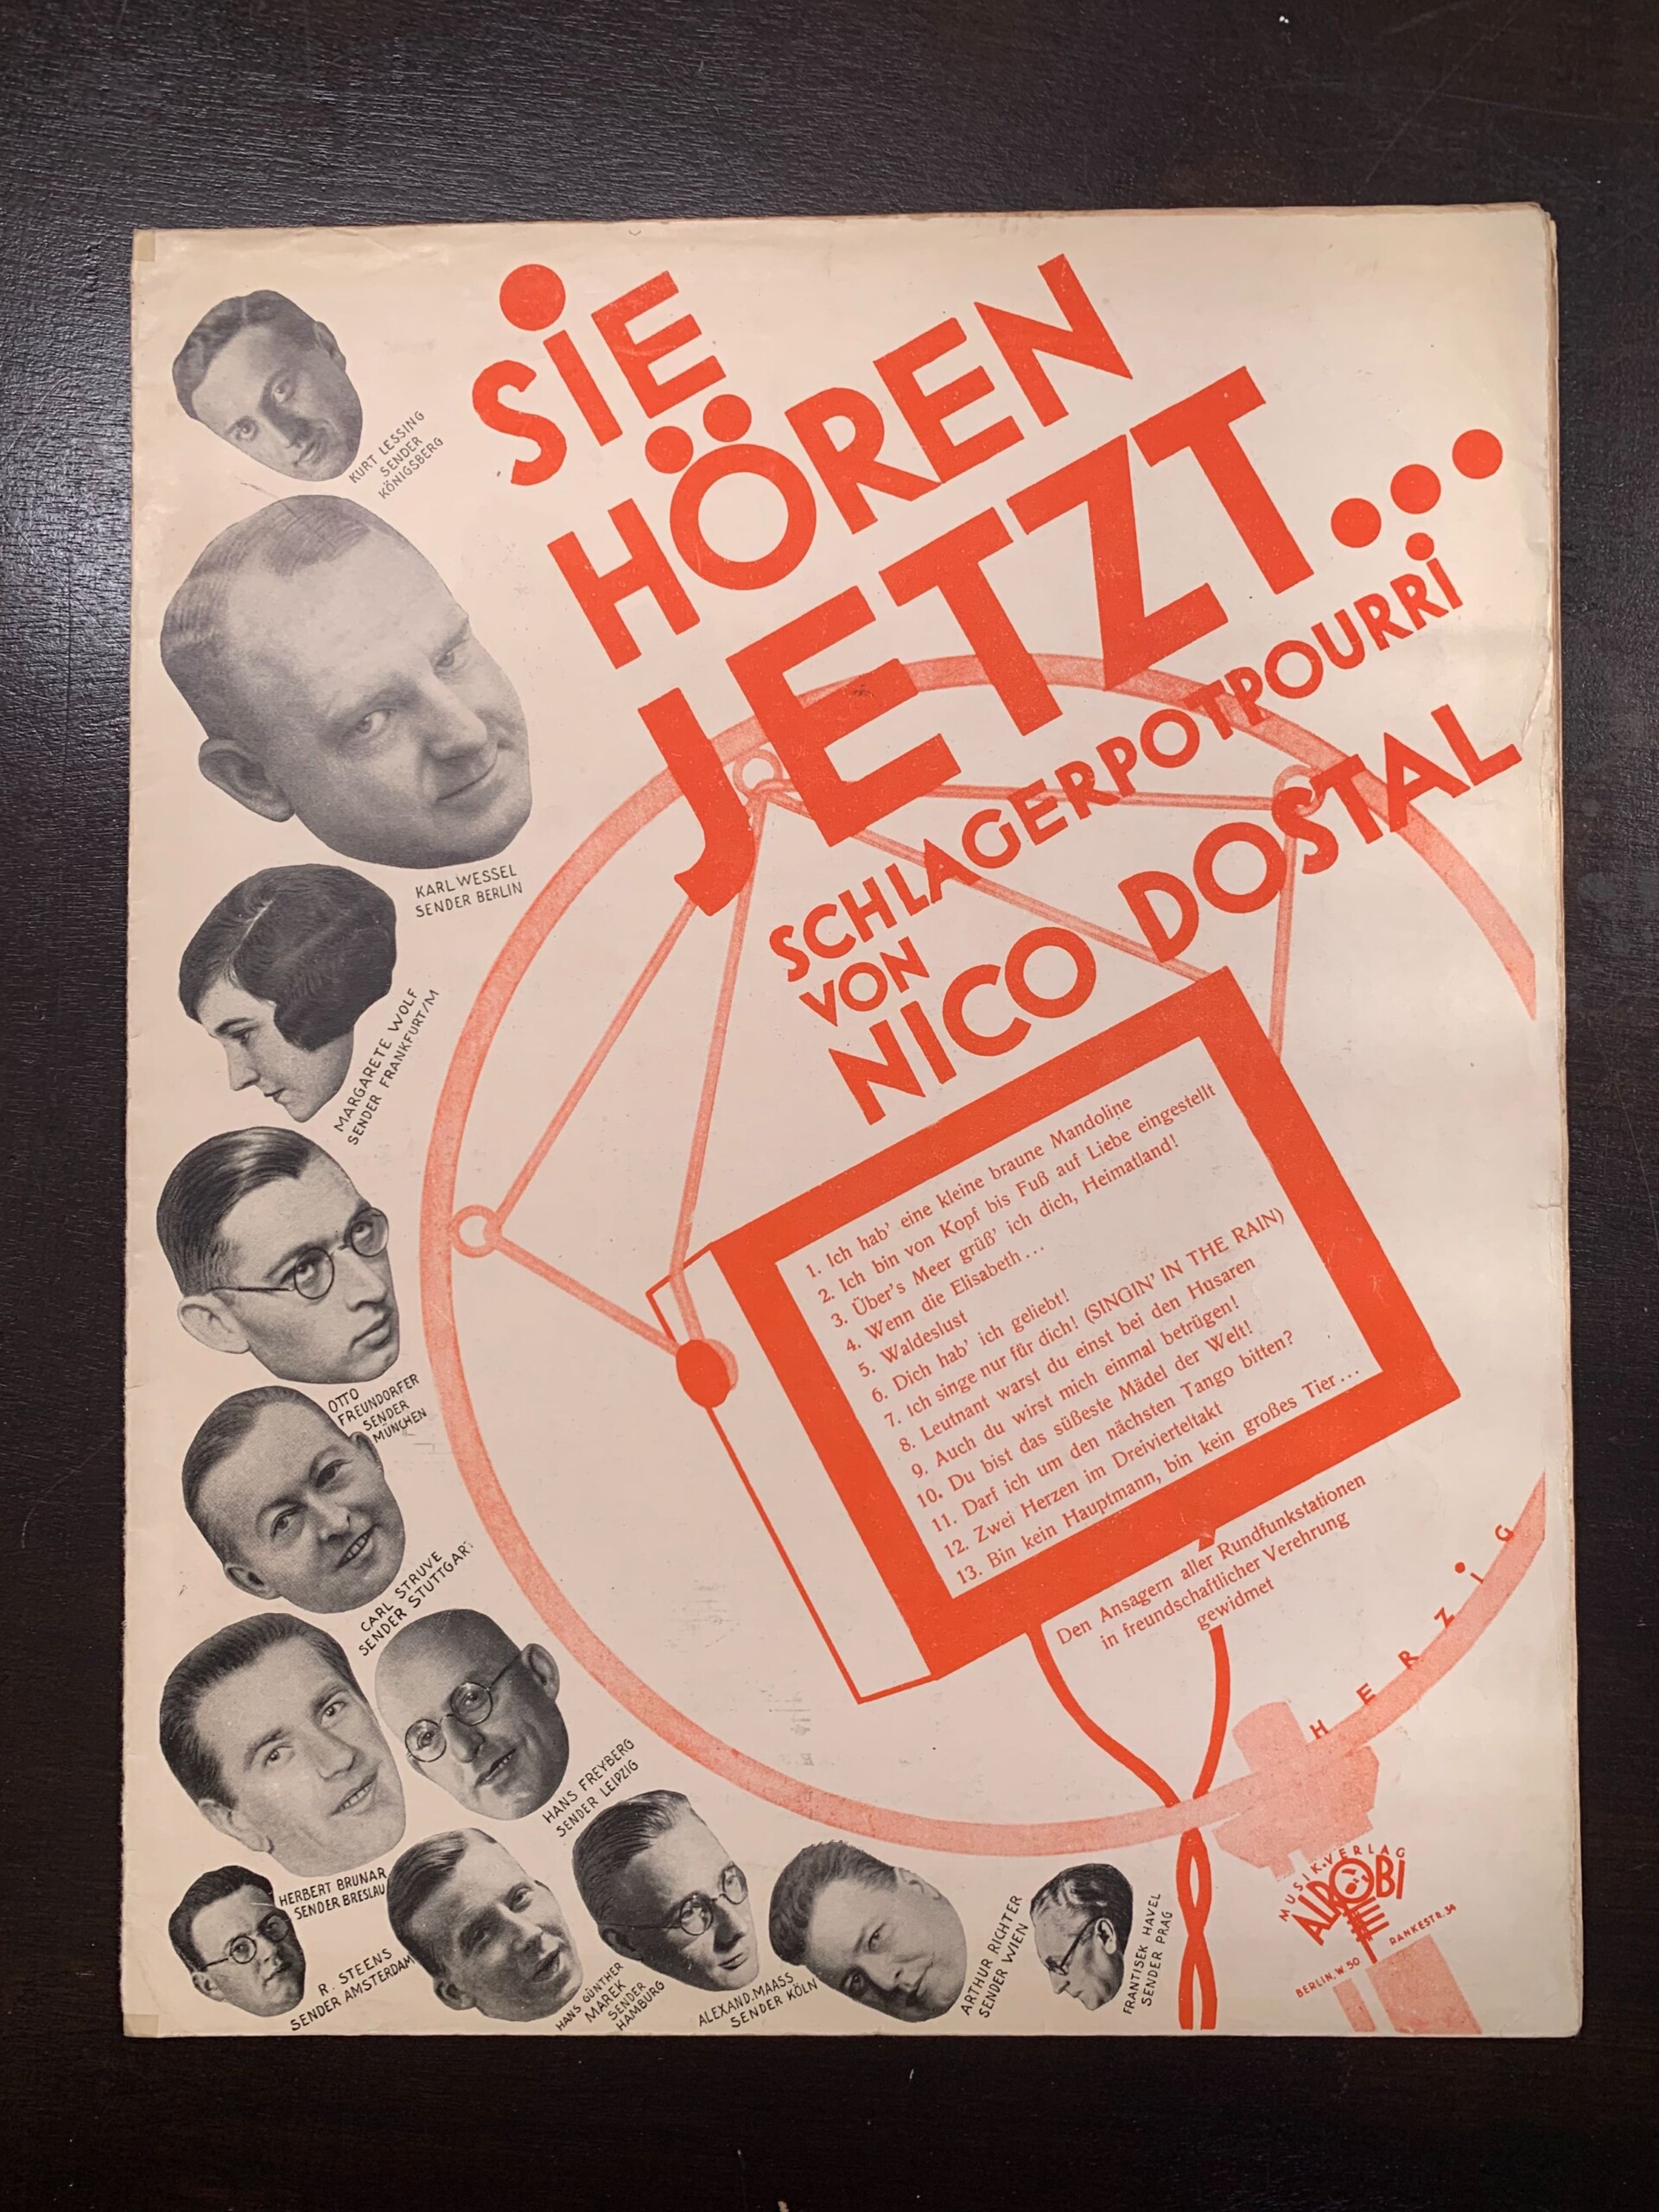 SIE
HÖREN
JETZT...
SCHLAGERPOTPOURRI
VON
NICO DOSTAL
1. Ich hab' eine kleine braune Mandoline
2. Ich bin von Kopf bis Fuß auf Liebe eingestellt
3. Über's Meer grüß' ich dich, Heimatland!
4. Wenn die Elisabeth...
5. Waldeslust
6. Dich hab' ich geliebt!
7. Ich singe nur für dich! (SINGIN' IN THE RAIN)
8. Leutnant warst du einst bei den Husaren
9. Auch du wirst mich einmal betrügen!
10. Du bist das süßeste Mädel der Welt!
11. Darf ich um den nächsten Tango bitten?
12. Zwei Herzen im Dreivierteltakt
13. Bin kein Hauptmann, bin kein großes Tier...
Den Ansagern aller Rundfunkstationen
in freundschaftlicher Verehrung
gewidmet
KURT LESSING
SENDER
KÖNIGSBERG
KARL WESSEL
SENDER BERLIN
MARGARETE WOLF
SENDER FRANKFURT/M
OTTO
FREUNDORFER
SENDER
MÜNCHEN
CARL STRUVE
SENDER STUTTGART
HANS FREYBERG
SENDER LEIPZIG
HERBERT BRUNAR
SENDER BRESLAU
R. STEENS
SENDER AMSTERDAM
HANS GÜNTHER
MAREK
SENDER
HAMBURG
ALEXAND. MAASS
SENDER KÖLN
ARTHUR RICHTER
SENDER WIEN
FRANTISEK HAVEL
SENDER PRAG
HERZIG
MUSIK-VERLAG
ALROBI
BERLIN, W 50 RANKESTR. 34